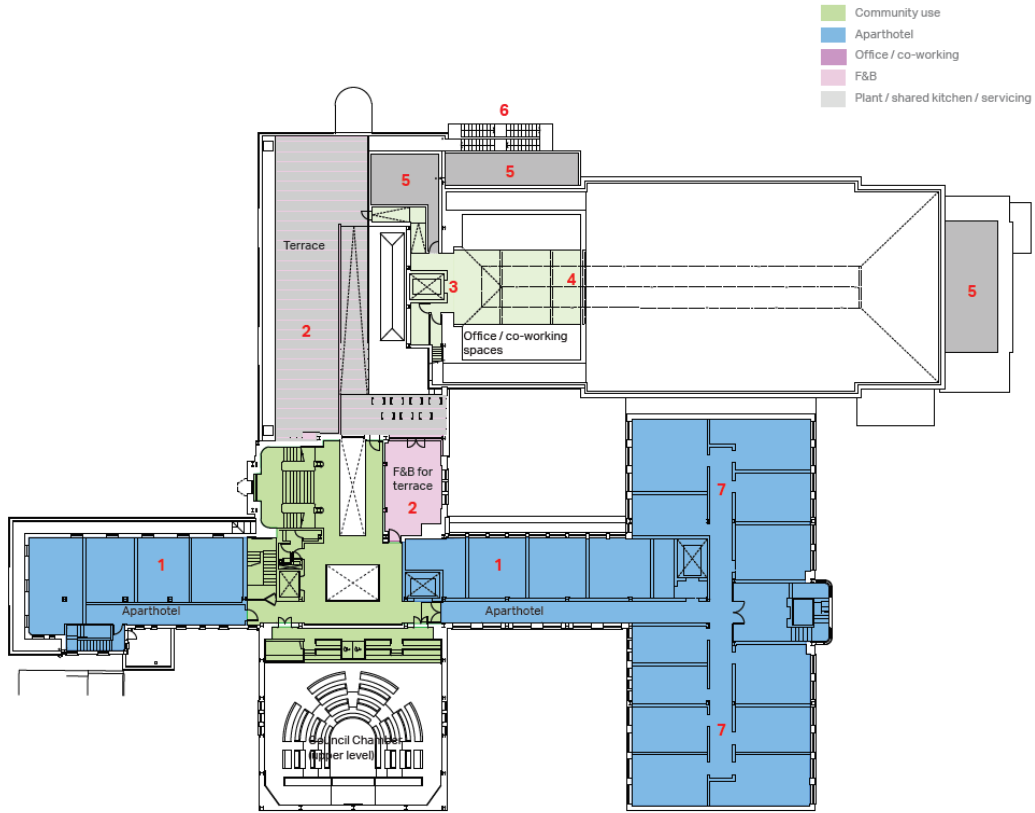 Community use
Aparthotel
Office / co-working
F&B
Plant / shared kitchen / servicing
6
5
5
Terrace
3
4
5
2
Office / co-working
spaces
F&B for
terrace
2
7
1
1
Aparthotel
Aparthotel
7
Council Chamber
(upper level)